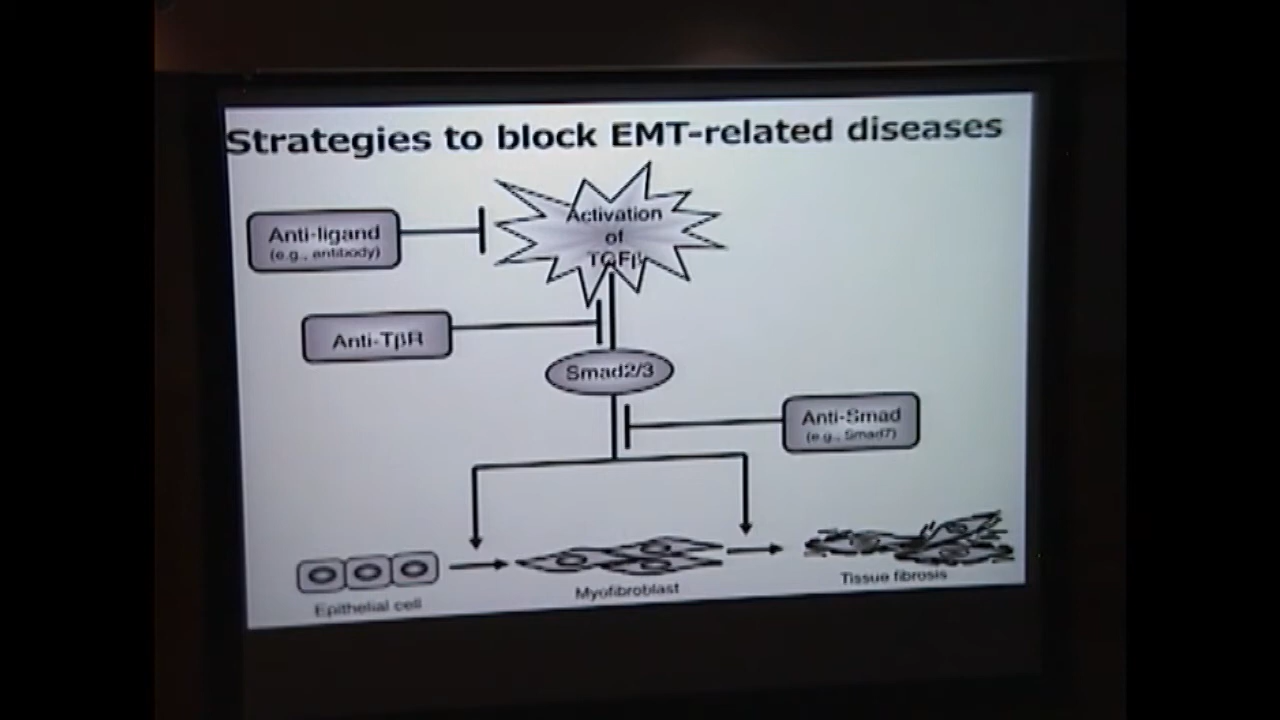 Strategies to block EMT-related diseases
Activation
of
TGFβ
Anti-ligand
(e.g., antibody)
Anti-TβR
Smad2/3
Anti-Smad
(e.g., Smad7)
Epithelial cell
Myofibroblast
Tissue fibrosis